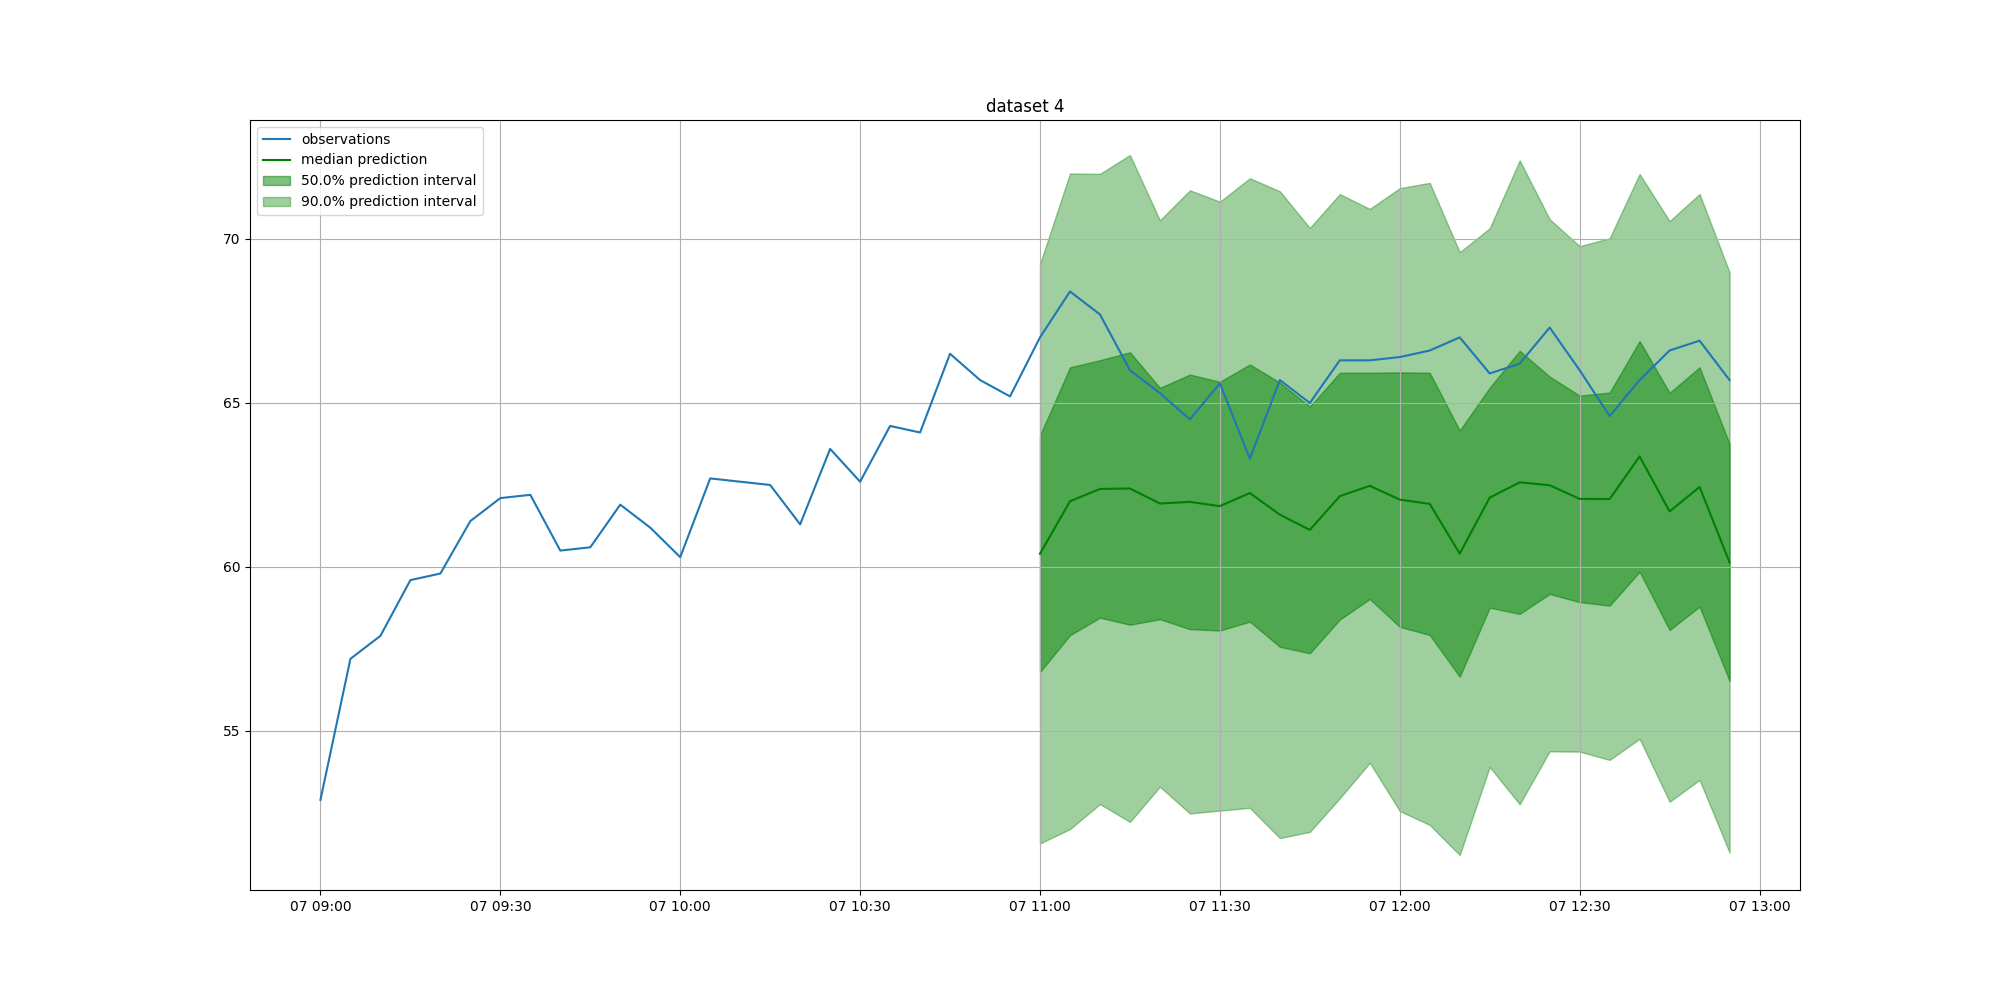 dataset 4
observations
median prediction
50.0% prediction interval
90.0% prediction interval
70
65
60
55
07 09:00 07 09:30 07 10:00 07 10:30 07 11:00 07 11:30 07 12:00 07 12:30 07 13:00